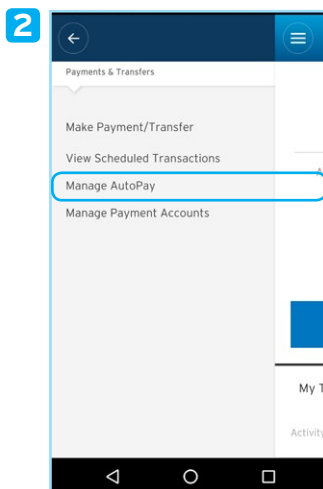 2
Payments & Transfers
Make Payment/Transfer
View Scheduled Transactions
Manage AutoPay
Manage Payment Accounts
My T
Activity